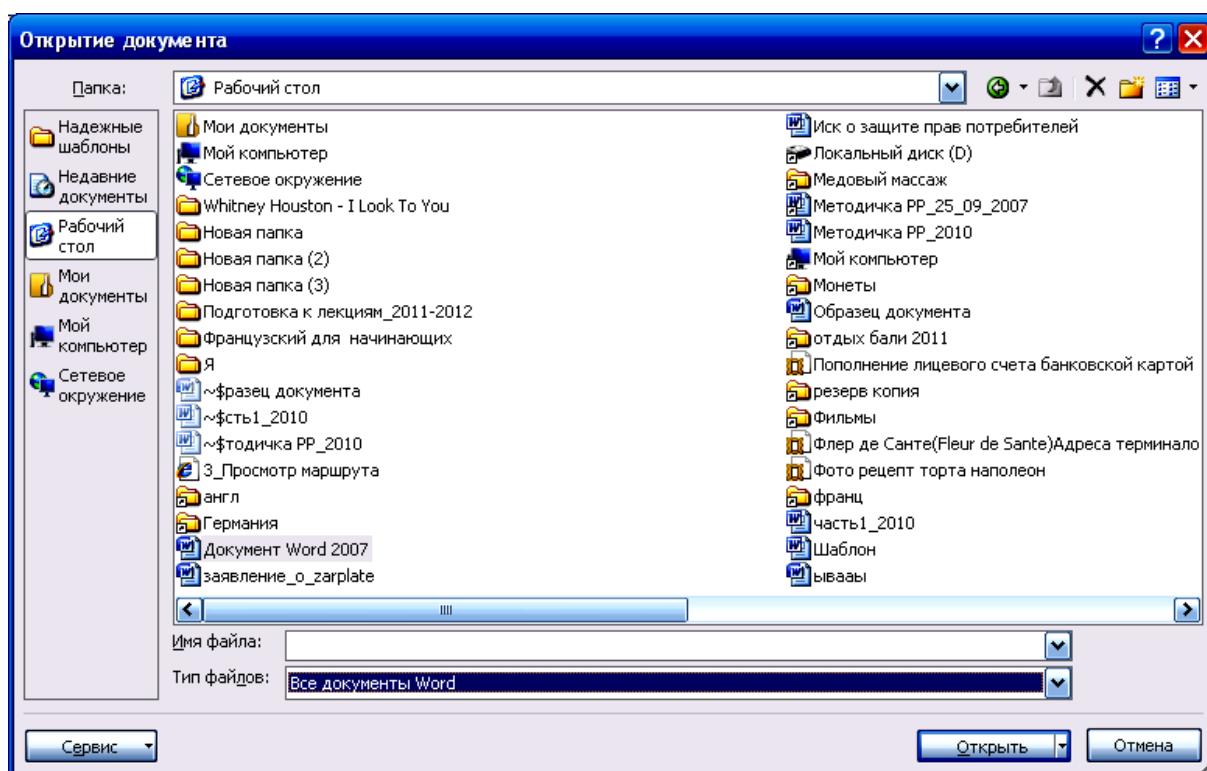 Открытие документа
Папка:
Рабочий стол
Надежные
шаблоны
Недавние
документы
Рабочий
стол
Мои
документы
Мой
компьютер
Сетевое
окружение
Мои документы
Мой компьютер
Сетевое окружение
Whitney Houston - I Look To You
Новая папка
Новая папка (2)
Новая папка (3)
Подготовка к лекциям_2011-2012
Французский для начинающих
Я
~$разец документа
~$сть1_2010
~$тодичка РР_2010
3_Просмотр маршрута
англ
Германия
Документ Word 2007
заявление_о_zarplate
Иск о защите прав потребителей
Локальный диск (D)
Медовый массаж
Методичка РР_25_09_2007
Методичка РР_2010
Мой компьютер
Монеты
Образец документа
отдых бали 2011
Пополнение лицевого счета банковской картой
резерв копия
Фильмы
Флер де Санте(Fleur de Sante)Адреса терминало
Фото рецепт торта наполеон
франц
часть1_2010
Шаблон
ывааы
Имя файла:
Тип файлов:
Все документы Word
Сервис
Открыть
Отмена